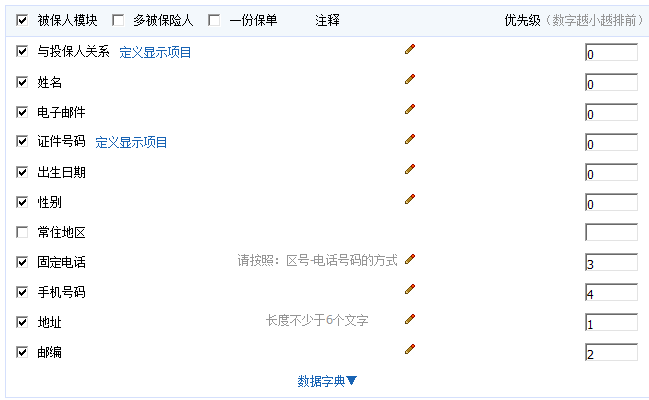 被保人模块 多被保险人 一份保单 注释 优先级（数字越小越排前）
与投保人关系 定义显示项目 0
姓名 0
电子邮件 0
证件号码 定义显示项目 0
出生日期 0
性别 0
常住地区
固定电话 请按照：区号-电话号码的方式 3
手机号码 4
地址 长度不少于6个文字 1
邮编 2
数据字典▼